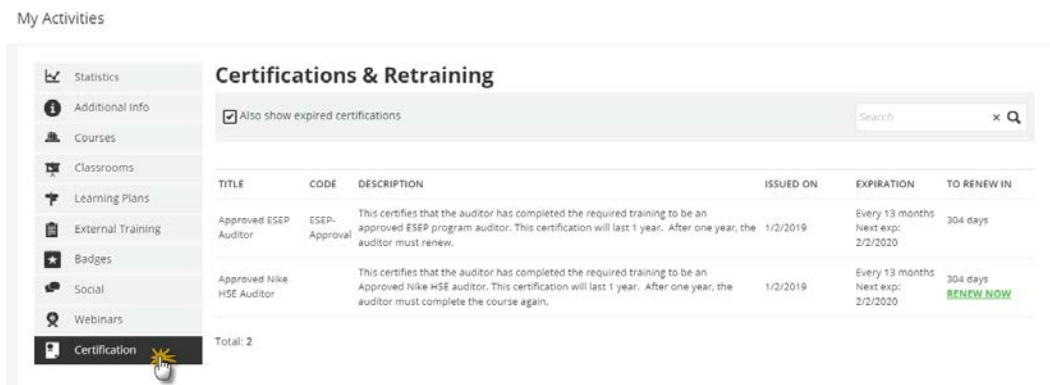 My Activities
Statistics
Additional Info
Courses
Classrooms
Learning Plans
External Training
Badges
Social
Webinars
Certification
Certifications & Retraining
Also show expired certifications
Search
TITLE CODE DESCRIPTION ISSUED ON EXPIRATION TO RENEW IN
Approved ESEP Auditor ESEP-Approval This certifies that the auditor has completed the required training to be an approved ESEP program auditor. This certification will last 1 year. After one year, the auditor must renew. 1/2/2019 Every 13 months Next exp: 2/2/2020 304 days
Approved Nike HSE Auditor This certifies that the auditor has completed the required training to be an Approved Nike HSE auditor. This certification will last 1 year. After one year, the auditor must complete the course again. 1/2/2019 Every 13 months Next exp: 2/2/2020 304 days RENEW NOW
Total: 2